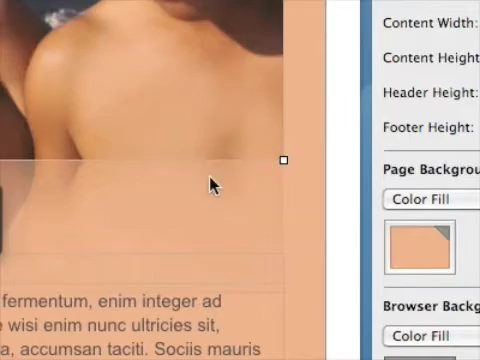 Content Width:
Content Height
Header Height:
Footer Height:
Page Backgrou
Color Fill
Browser Backg
Color Fill
fermentum, enim integer ad
wisi enim nunc ultricies sit,
a, accumsan taciti. Sociis mauris